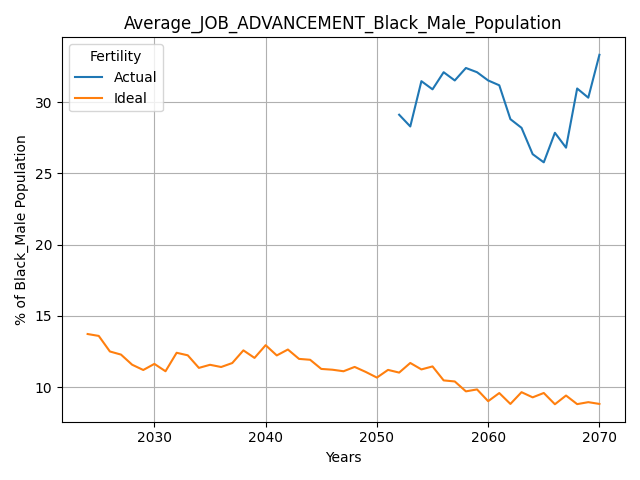 Average_JOB_ADVANCEMENT_Black_Male_Population
Fertility
Actual
Ideal
% of Black_Male Population
30
25
20
15
10
2030 2040 2050 2060 2070
Years